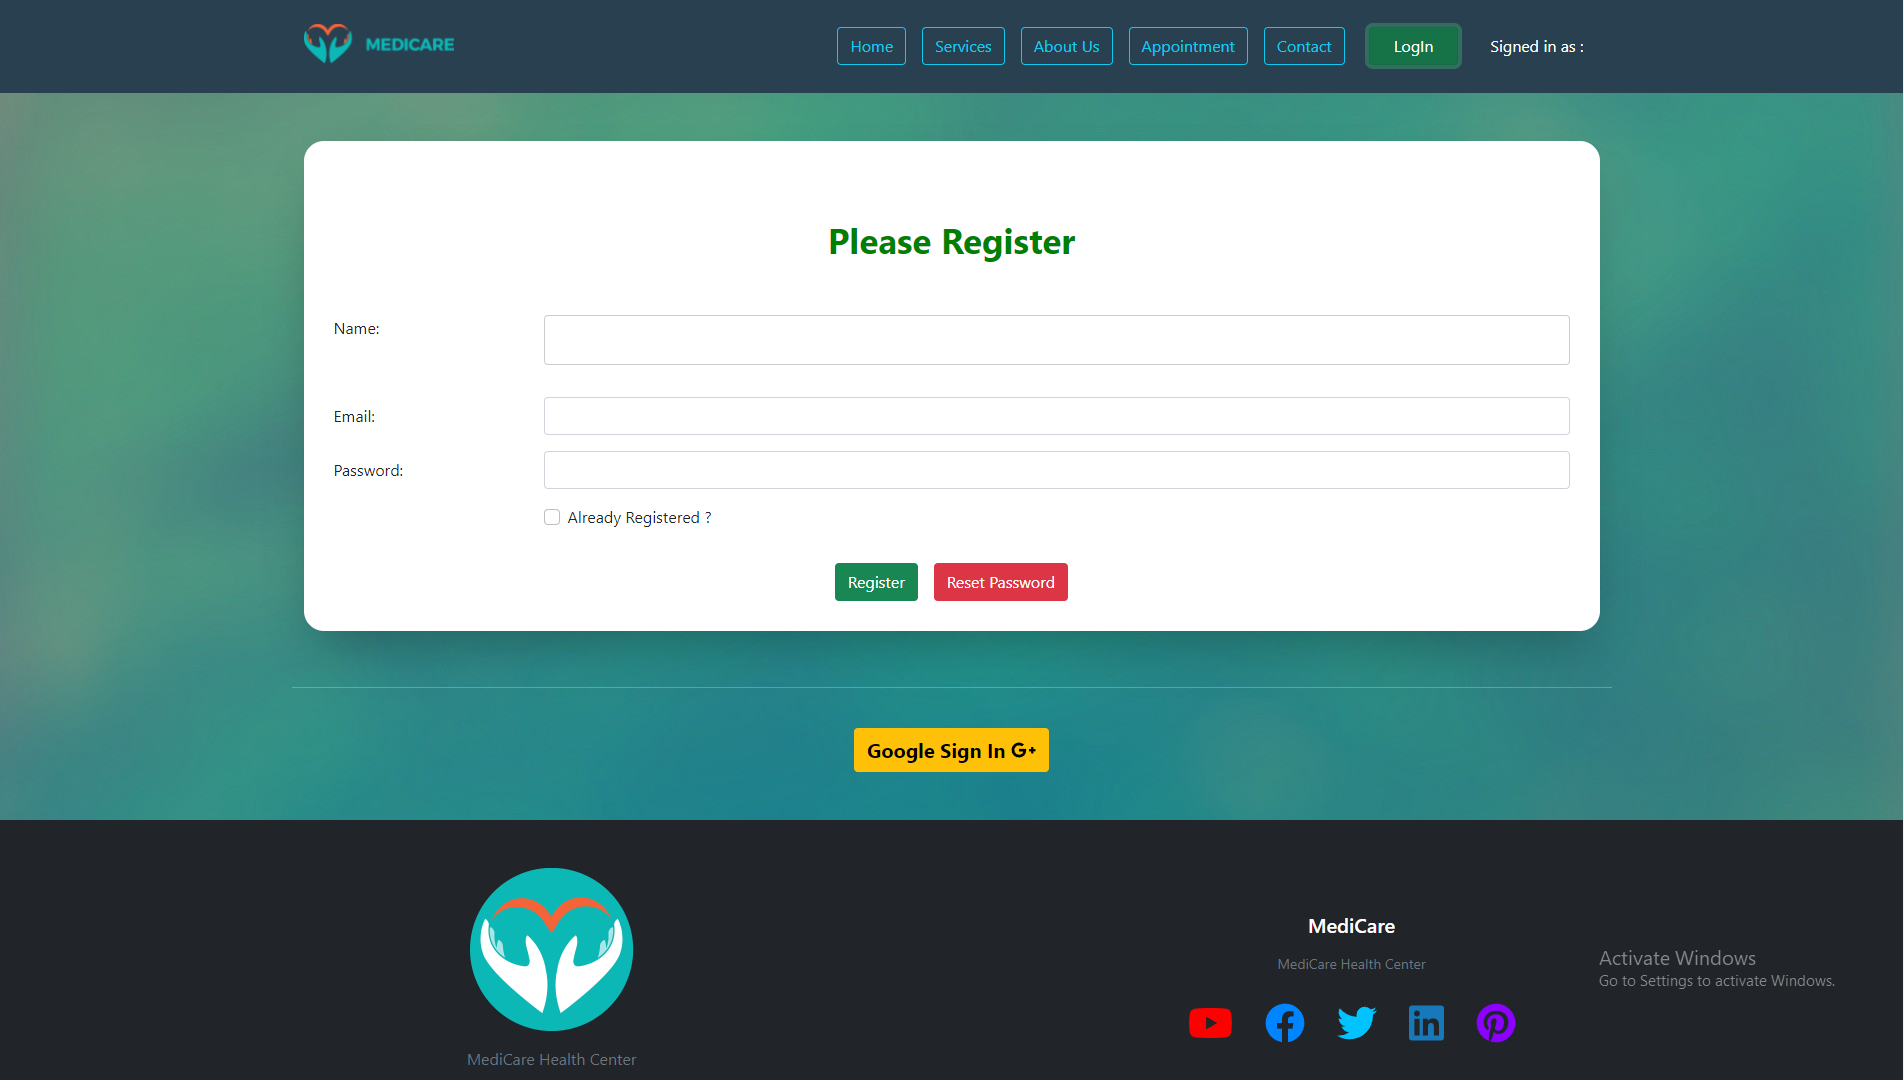 MEDICARE
Home Services About Us Appointment Contact LogIn Signed in as :
Please Register
Name:
Email:
Password:
Already Registered ?
Register Reset Password
Google Sign In G+
MediCare
MediCare Health Center
Activate Windows
Go to Settings to activate Windows.
in
MediCare Health Center